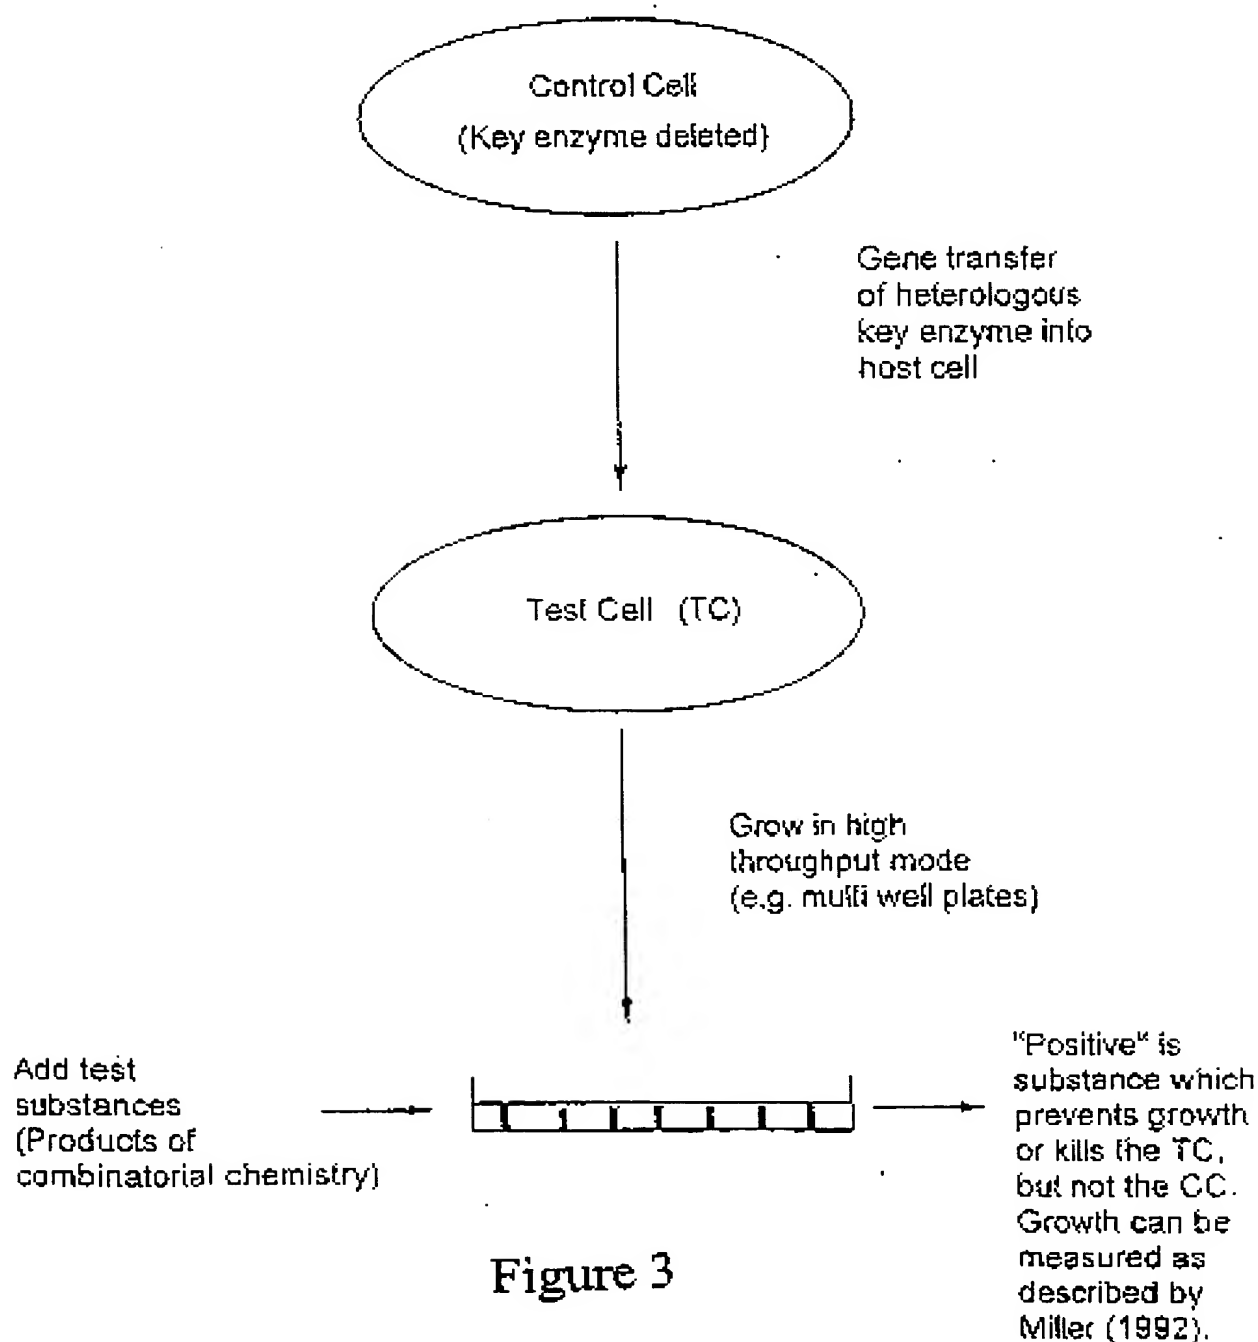 Control Cell
(Key enzyme deleted)
Gene transfer
of heterologous
key enzyme into
host cell
Test Cell (TC)
Grow in high
throughput mode
(e.g. multi well plates)
Add test
substances
(Products of
combinatorial chemistry)
"Positive" is
substance which
prevents growth
or kills the TC,
but not the CC.
Growth can be
measured as
described by
Miller (1992).
Figure 3